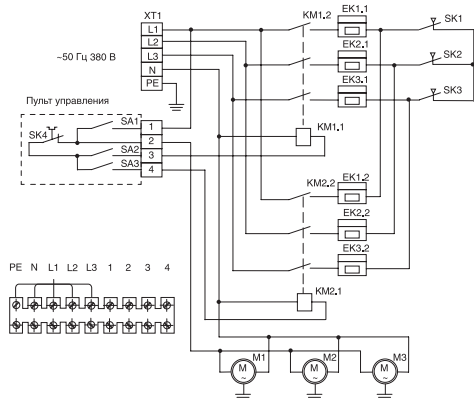 XT1
L1
L2
L3
N
PE
~50 Гц 380 В
Пульт управления
SK4
SA1
SA2
SA3
1
2
3
4
KM1.2
EK1.1
EK2.1
EK3.1
SK1
SK2
SK3
KM1.1
KM2.2
EK1.2
EK2.2
EK3.2
KM2.1
PE N L1 L2 L3 1 2 3 4
M1
M2
M3
M
~
M
~
M
~